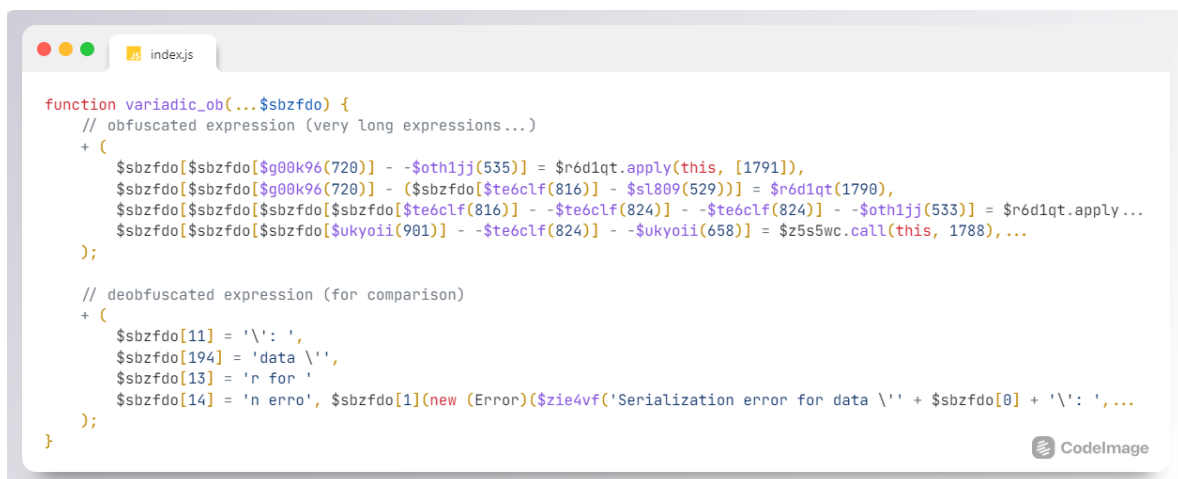 JS index.js
function variadic_ob(...$sbzfdo) {
// obfuscated expression (very long expressions...)
+ (
$sbzfdo[$sbzfdo[$g00k96(720)] - -$oth1jj(535)] = $r6d1qt.apply(this, [1791]),
$sbzfdo[$g00k96(720)] - ($sbzfdo[$te6clf(816)] - $sl809(529))] = $r6d1qt(1790),
$sbzfdo[$sbzfdo[$sbzfdo[$sbzfdo[$te6clf(816)] - -$te6clf(824)] - -$te6clf(824)] - -$oth1jj(533)] = $r6d1qt.apply...
$sbzfdo[$sbzfdo[$sbzfdo[$ukyoii(901)] - -$te6clf(824)] - -$ukyoii(658)] = $z5s5wc.call(this, 1788),...
);
// deobfuscated expression (for comparison)
+ (
$sbzfdo[11] = '\': ',
$sbzfdo[194] = 'data \'',
$sbzfdo[13] = 'r for '
$sbzfdo[14] = 'n erro', $sbzfdo[1](new (Error)($zie4vf('Serialization error for data \'' + $sbzfdo[0] + '\': ',...
);
}
CodeImage